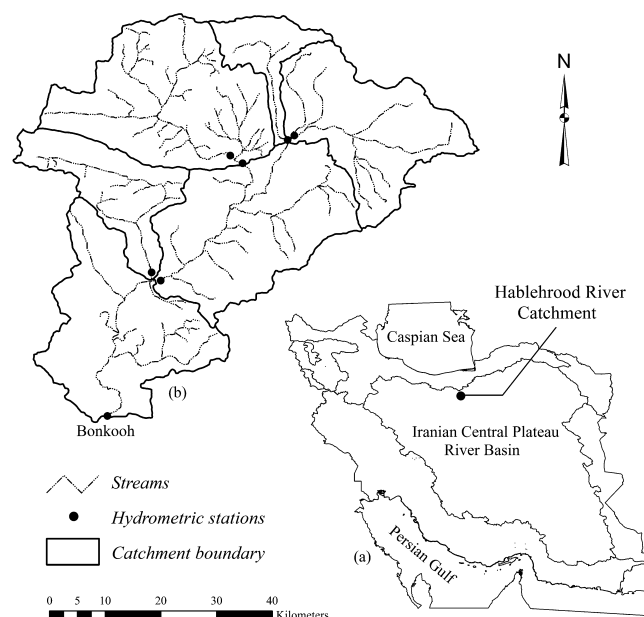 N
Hablehrood River
Catchment
Caspian Sea
(b)
Bonkooh
Iranian Central Plateau
River Basin
Streams
Hydrometric stations
Catchment boundary
Persian Gulf
(a)
0 5 10 20 30 40
Kilometers